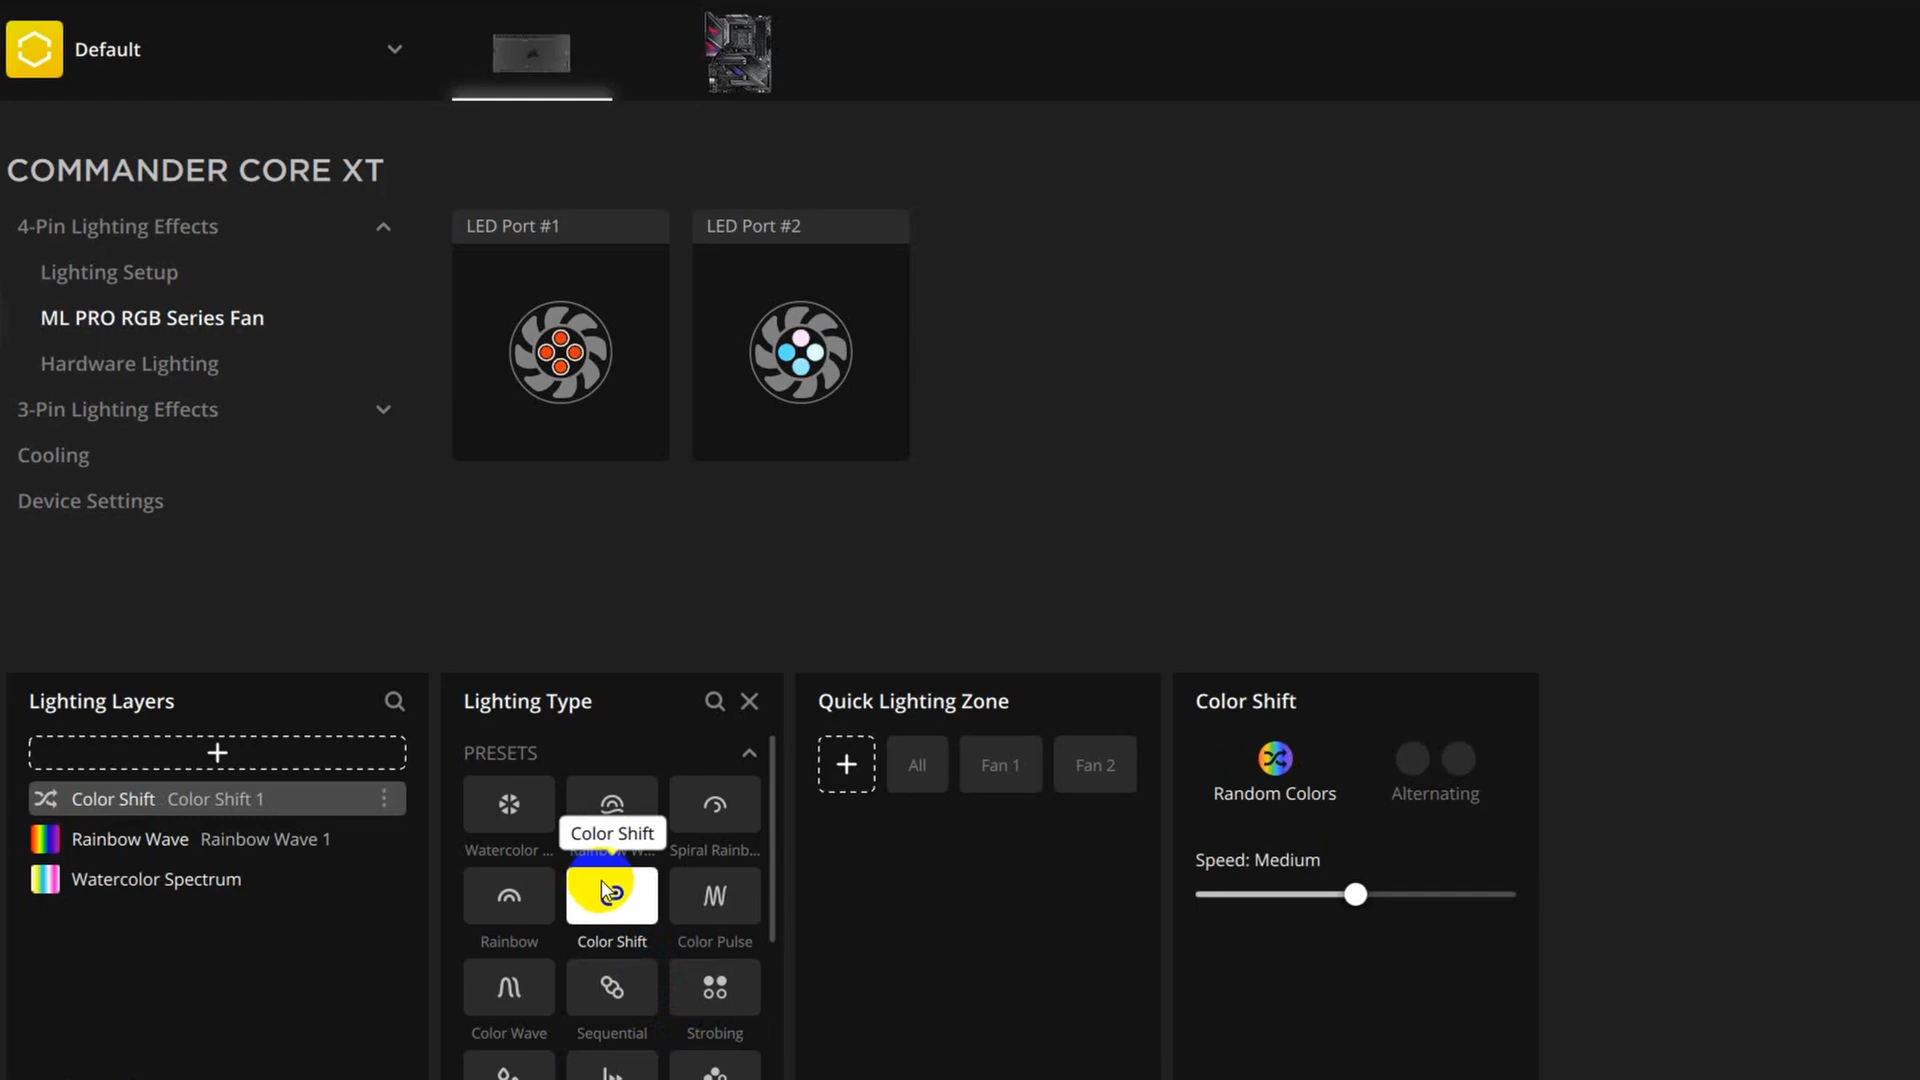 Default
COMMANDER CORE XT
4-Pin Lighting Effects
Lighting Setup
ML PRO RGB Series Fan
Hardware Lighting
3-Pin Lighting Effects
Cooling
Device Settings
LED Port #1
LED Port #2
Lighting Layers
+
Color Shift Color Shift 1
Rainbow Wave Rainbow Wave 1
Watercolor Spectrum
Lighting Type
PRESETS
Color Shift
Watercolor ... Rainbow W... Spiral Rainb...
Rainbow Color Shift Color Pulse
Color Wave Sequential Strobing
Quick Lighting Zone
+ All Fan 1 Fan 2
Color Shift
Random Colors Alternating
Speed: Medium